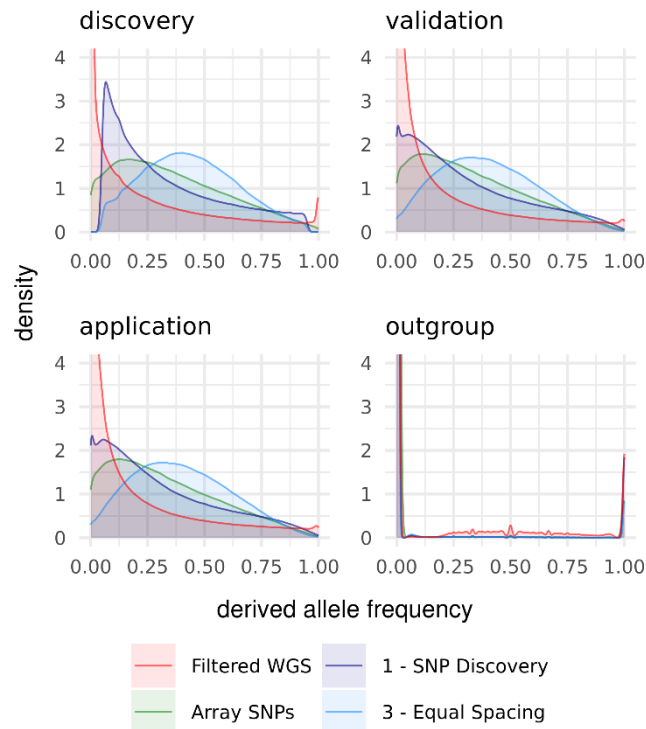 discovery
validation
4
3
2
1
0
0.00 0.25 0.50 0.75 1.00
4
3
2
1
0
0.00 0.25 0.50 0.75 1.00
density
application
outgroup
4
3
2
1
0
0.00 0.25 0.50 0.75 1.00
4
3
2
1
0
0.00 0.25 0.50 0.75 1.00
derived allele frequency
Filtered WGS
1 - SNP Discovery
Array SNPs
3 - Equal Spacing